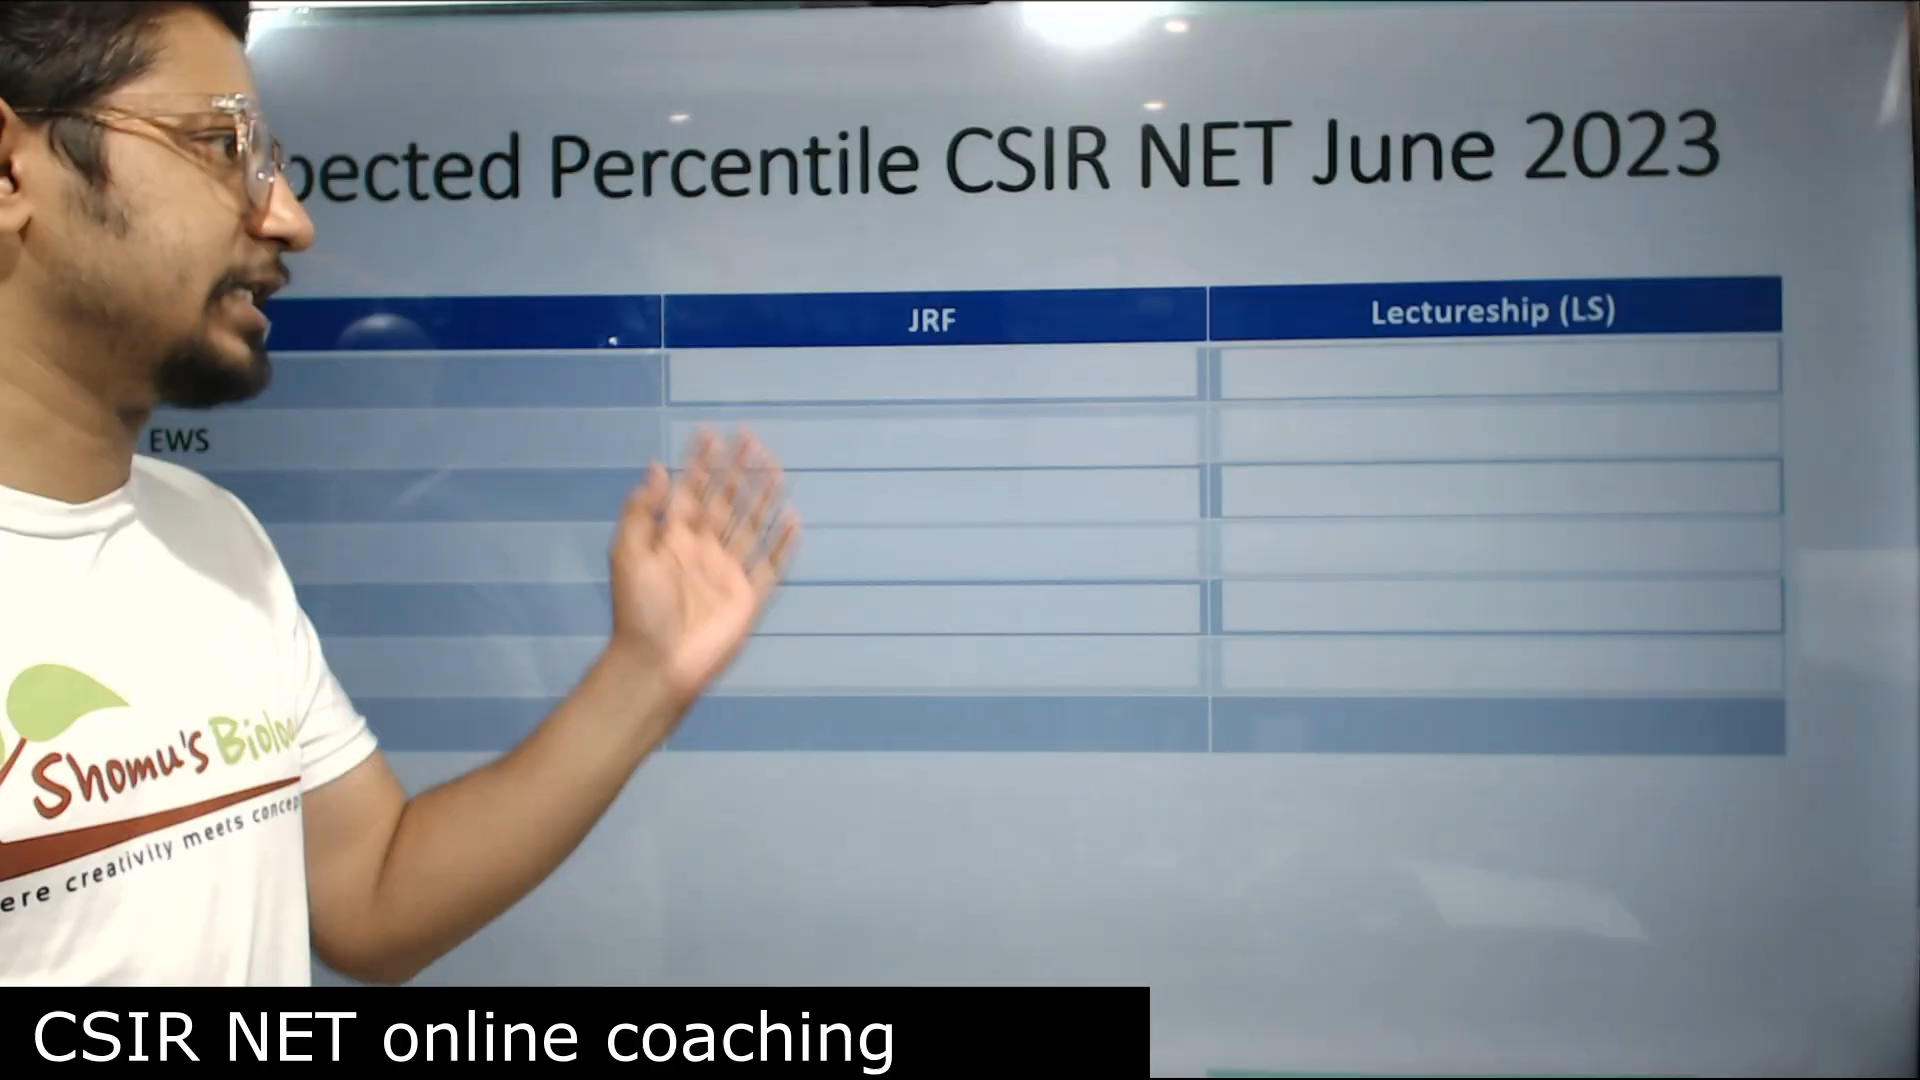 pected Percentile CSIR NET June 2023
JRF
Lectureship (LS)
EWS
Shomu's Biolo
ere creativity meets concep
CSIR NET online coaching